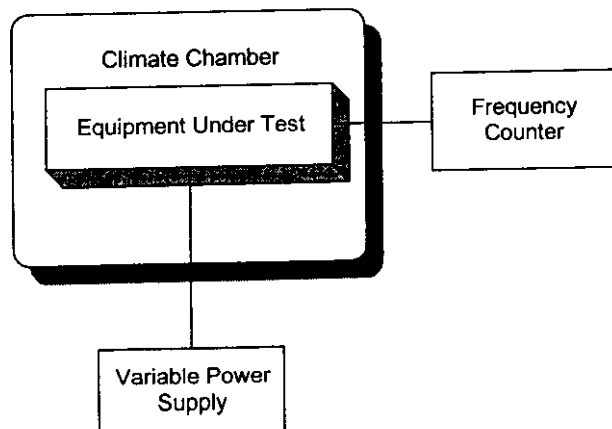 Climate Chamber
Equipment Under Test
Frequency
Counter
Variable Power
Supply